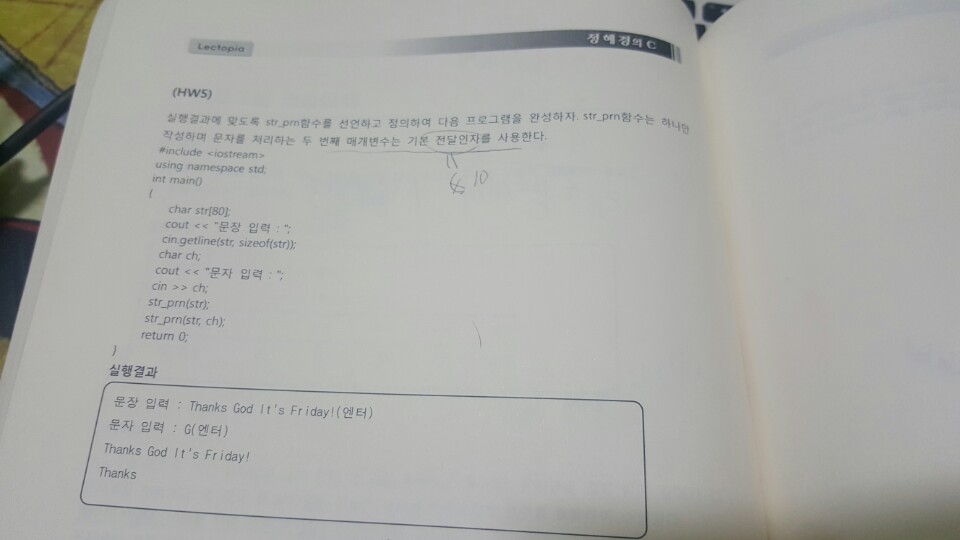 Lectopia
정해경의 C
(HW5)
실행결과에 맞도록 str_prn함수를 선언하고 정의하여 다음 프로그램을 완성하자. str_prn함수는 하나만
작성하며 문자를 처리하는 두 번째 매개변수는 기본 전달인자를 사용한다.
10
#include <iostream>
using namespace std;
int main()
{
char str[80];
cout << "문장 입력 : ";
cin.getline(str, sizeof(str));
char ch;
cout << "문자 입력 : ";
cin >> ch;
str_prn(str);
str_prn(str, ch);
return 0;
}
실행결과
문장 입력 : Thanks God It's Friday!(엔터)
문자 입력 : G(엔터)
Thanks God It's Friday!
Thanks